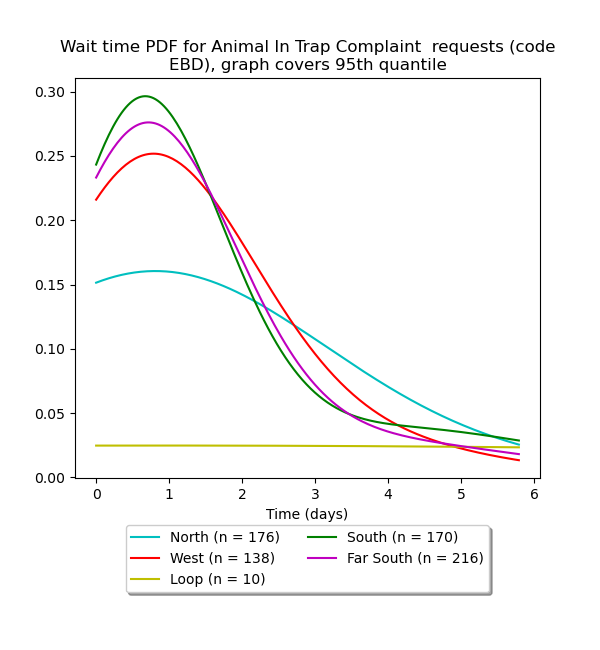 Wait time PDF for Animal In Trap Complaint  requests (code
EBD), graph covers 95th quantile
0.30
0.25
0.20
0.15
0.10
0.05
0.00
0 1 2 3 4 5 6
Time (days)
North (n = 176) South (n = 170)
West (n = 138) Far South (n = 216)
Loop (n = 10)